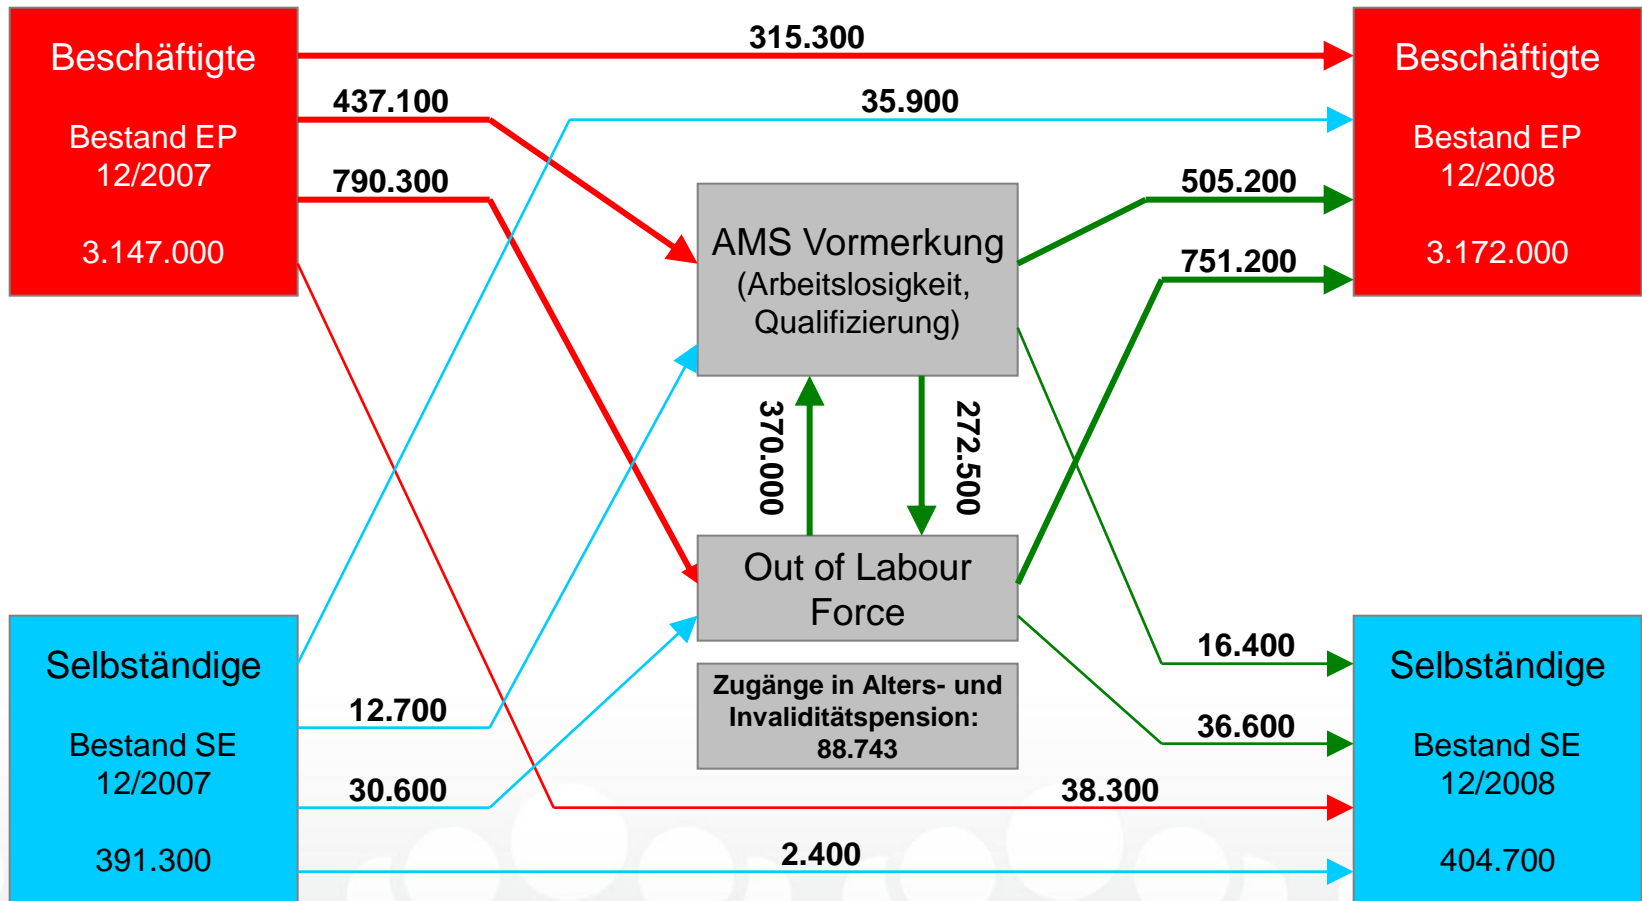 Beschäftigte
Bestand EP
12/2007
3.147.000
315.300
437.100
35.900
790.300
Beschäftigte
Bestand EP
12/2008
3.172.000
AMS Vormerkung
(Arbeitslosigkeit,
Qualifizierung)
505.200
751.200
370.000
272.500
Out of Labour
Force
Zugänge in Alters- und
Invaliditätspension:
88.743
Selbständige
Bestand SE
12/2007
391.300
12.700
30.600
2.400
16.400
36.600
38.300
Selbständige
Bestand SE
12/2008
404.700